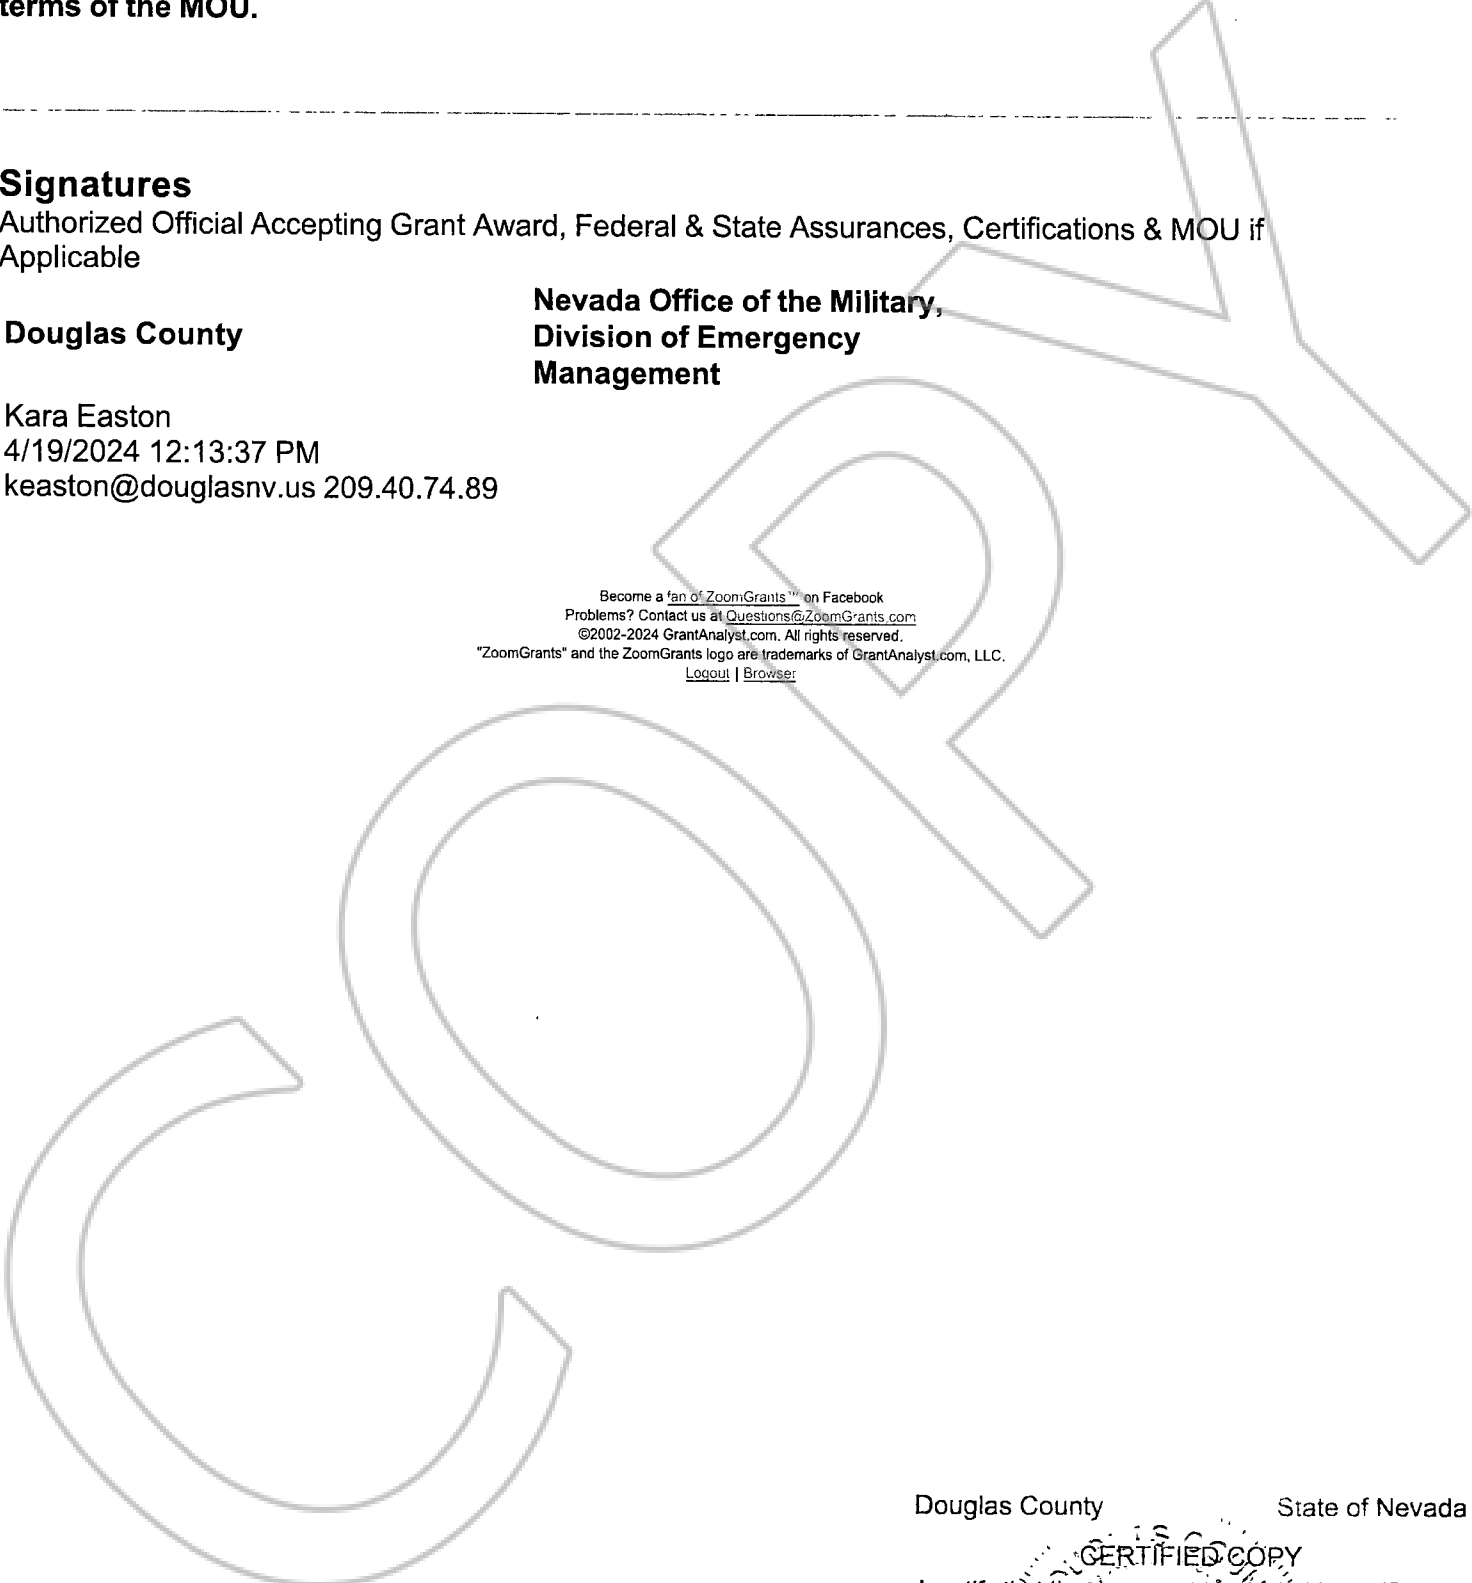 terms of the MOU.
Signatures
Authorized Official Accepting Grant Award, Federal & State Assurances, Certifications & MOU if
Applicable
Douglas County
Nevada Office of the Military,
Division of Emergency
Management
Kara Easton
4/19/2024 12:13:37 PM
keaston@douglasnv.us 209.40.74.89
Become a fan of ZoomGrants™ on Facebook
Problems? Contact us at Questions@ZoomGrants.com
©2002-2024 GrantAnalyst.com. All rights reserved.
"ZoomGrants" and the ZoomGrants logo are trademarks of GrantAnalyst.com, LLC.
Logout | Browser
COPY
Douglas County State of Nevada
CERTIFIED COPY